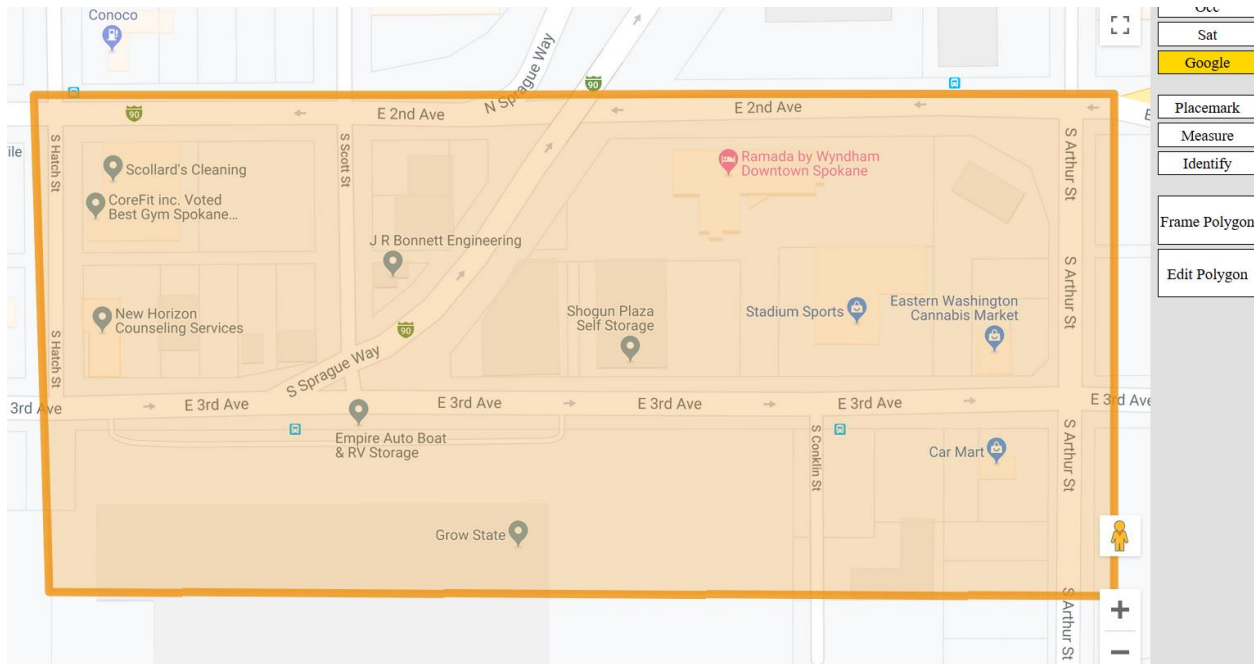 Conoco
Sat
Google
90
N Sprague Way
Placemark
90
E 2nd Ave
E 2nd Ave
Measure
Identify
S Hatch St
S Scott St
S Arthur St
Scollard's Cleaning
Ramada by Wyndham
Downtown Spokane
CoreFit inc. Voted
Best Gym Spokane...
Frame Polygon
J R Bonnett Engineering
Edit Polygon
S Arthur St
New Horizon
Counseling Services
90
Shogun Plaza
Self Storage
Stadium Sports
Eastern Washington
Cannabis Market
S Hatch St
S Sprague Way
3rd Ave
E 3rd Ave
E 3rd Ave
E 3rd Ave
E 3rd Ave
E 3rd Ave
Empire Auto Boat
& RV Storage
S Conklin St
Car Mart
S Arthur St
Grow State
S Arthur St